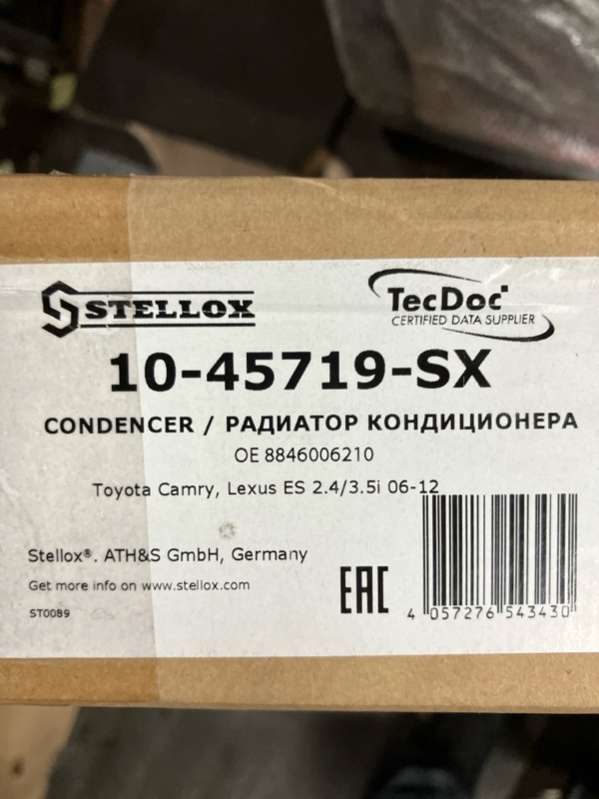 STELLOX
TecDoc
CERTIFIED DATA SUPPLIER
10-45719-SX
CONDENCER / РАДИАТОР КОНДИЦИОНЕРА
OE 8846006210
Toyota Camry, Lexus ES 2.4/3.5i 06-12
Stellox®. ATH&S GmbH, Germany
Get more info on www.stellox.com
ST0089
EAC
4 057276 543430